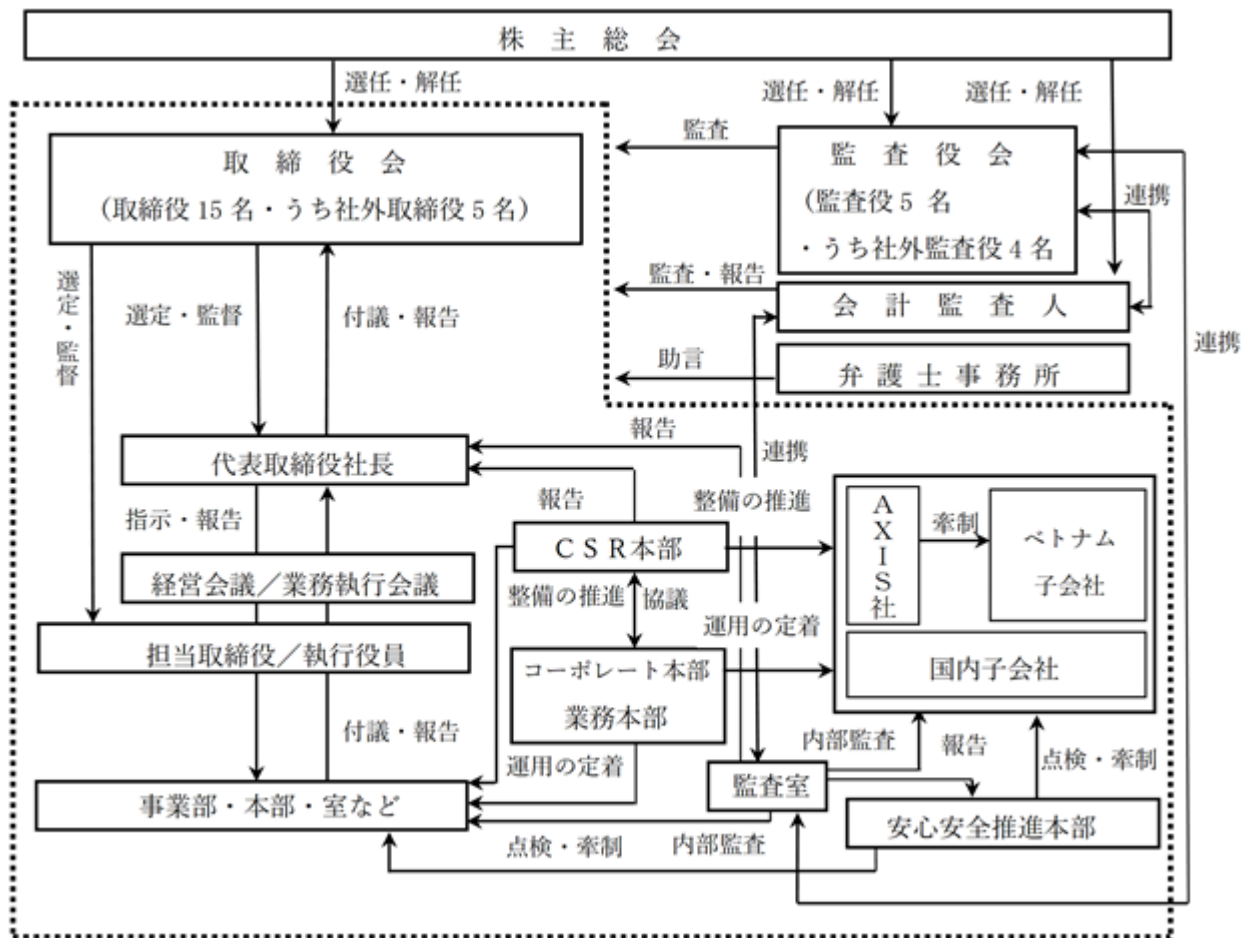 株主総会
選任・解任
選任・解任
選任・解任
取締役会
(取締役 15 名・うち社外取締役 5 名)
監査
監査役会
(監査役 5 名
・うち社外監査役 4 名
連携
監査・報告
会計監査人
選定・監督
選定・監督
付議・報告
助言
弁護士事務所
連携
代表取締役社長
報告
連携
指示・報告
報告
整備の推進
CSR本部
AXIS社
牽制
ベトナム
子会社
経営会議/業務執行会議
整備の推進
協議
運用の定着
担当取締役/執行役員
コーポレート本部
業務本部
国内子会社
付議・報告
運用の定着
内部監査
報告
点検・牽制
監査室
事業部・本部・室など
安心安全推進本部
点検・牽制
内部監査